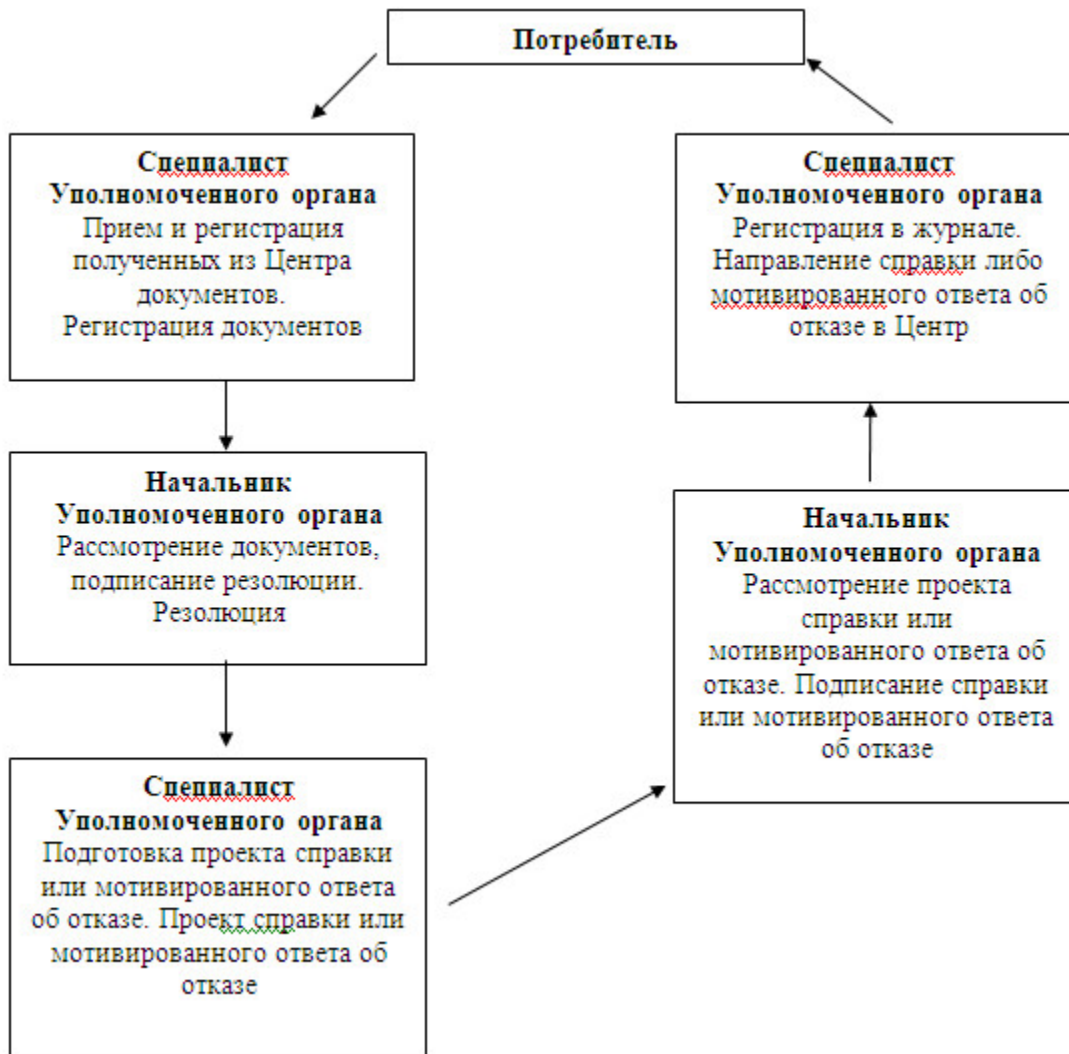 Потребитель
Специалист
Уполномоченного органа
Прием и регистрация
полученных из Центра
документов.
Регистрация документов
Начальник
Уполномоченного органа
Рассмотрение документов,
подписание резолюции.
Резолюция
Специалист
Уполномоченного органа
Подготовка проекта справки
или мотивированного ответа
об отказе. Проект справки или
мотивированного ответа об
отказе
Начальник
Уполномоченного органа
Рассмотрение проекта
справки или
мотивированного ответа об
отказе. Подписание справки
или мотивированного ответа
об отказе
Специалист
Уполномоченного органа
Регистрация в журнале.
Направление справки либо
мотивированного ответа об
отказе в Центр